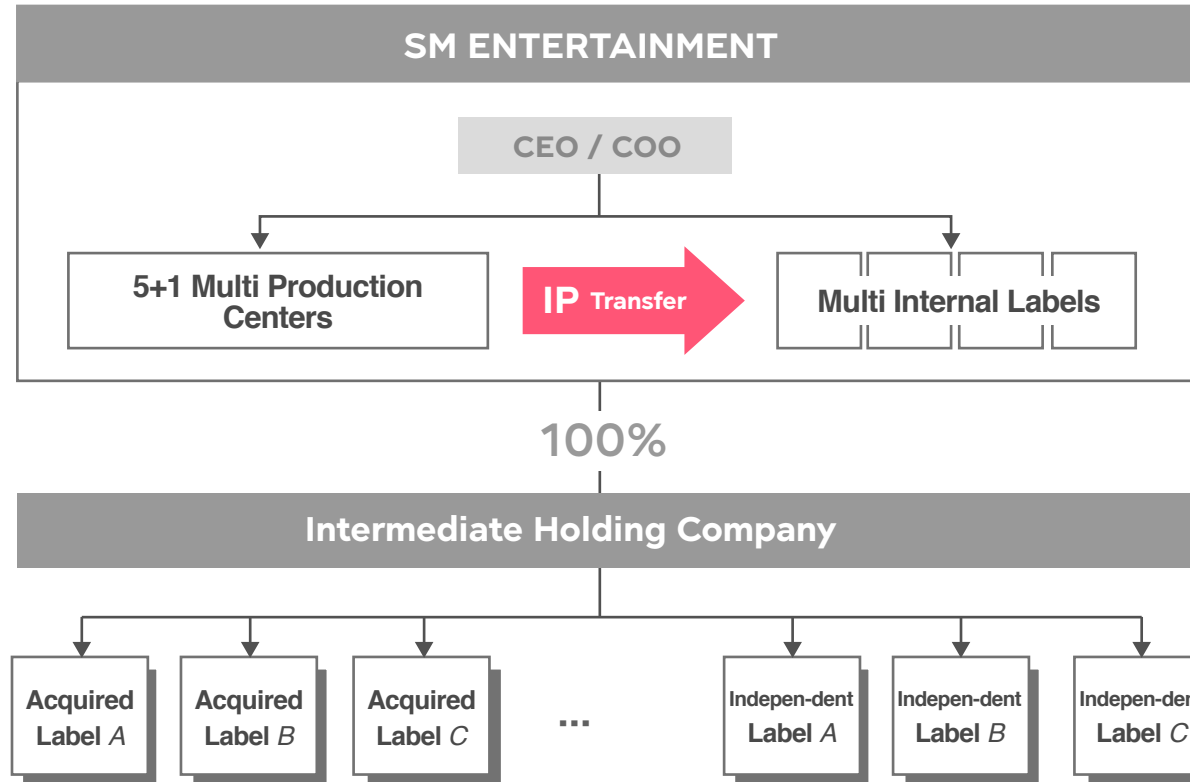 SM ENTERTAINMENT
CEO / COO
5+1 Multi Production
Centers
IP Transfer
Multi Internal Labels
100%
Intermediate Holding Company
Acquired
Label A
Acquired
Label B
Acquired
Label C
...
Indepen-dent
Label A
Indepen-dent
Label B
Indepen-den
Label C